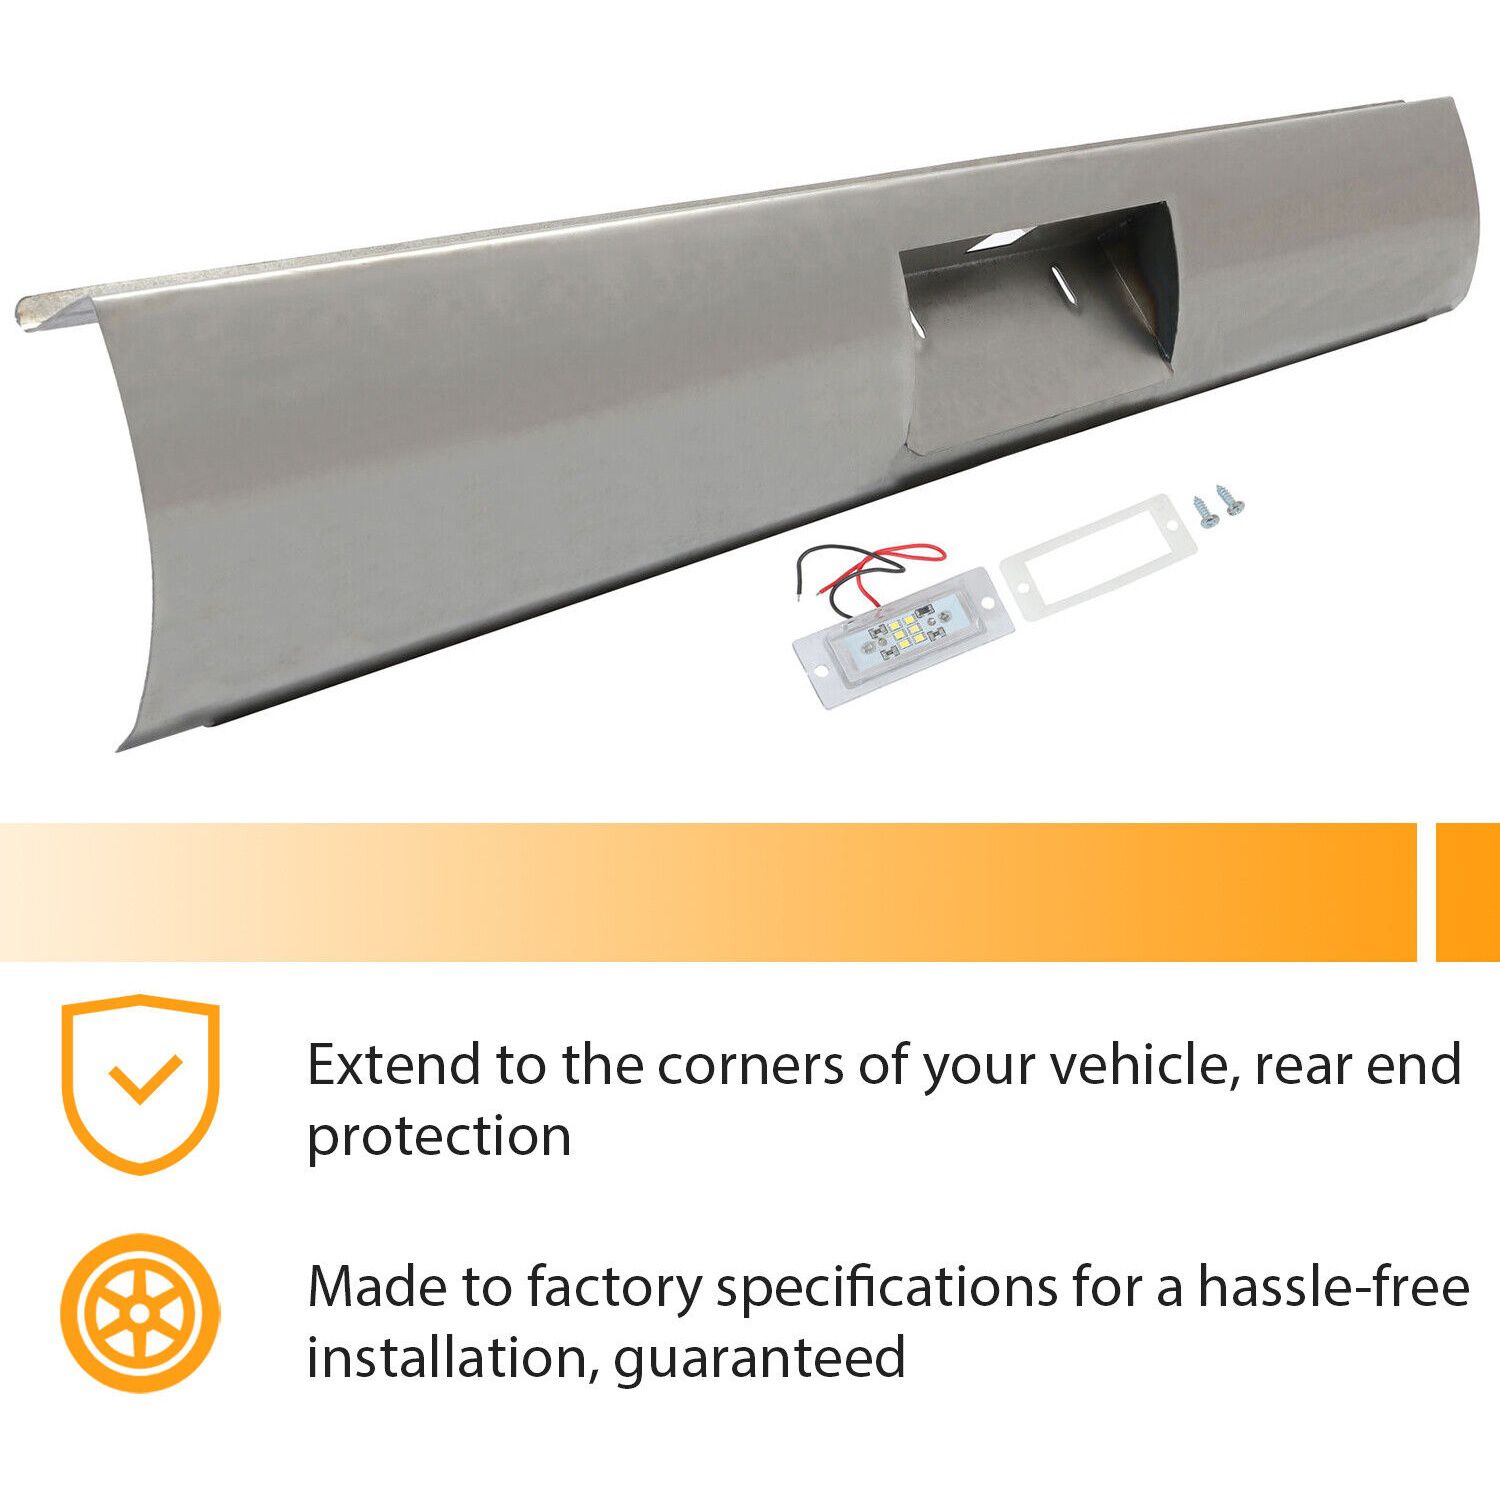 Extend to the corners of your vehicle, rear end
protection
Made to factory specifications for a hassle-free
installation, guaranteed